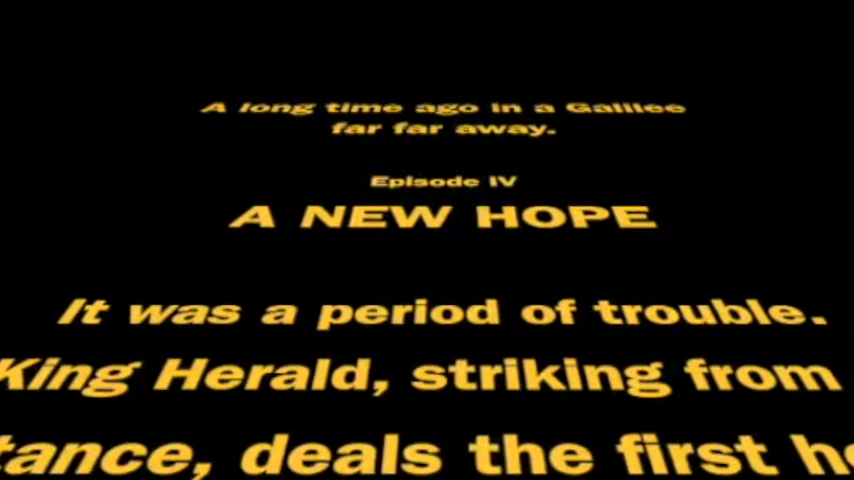 A long time ago in a Galilee
far far away.
Episode IV
A NEW HOPE
It was a period of trouble.
King Herald, striking from
tance, deals the first